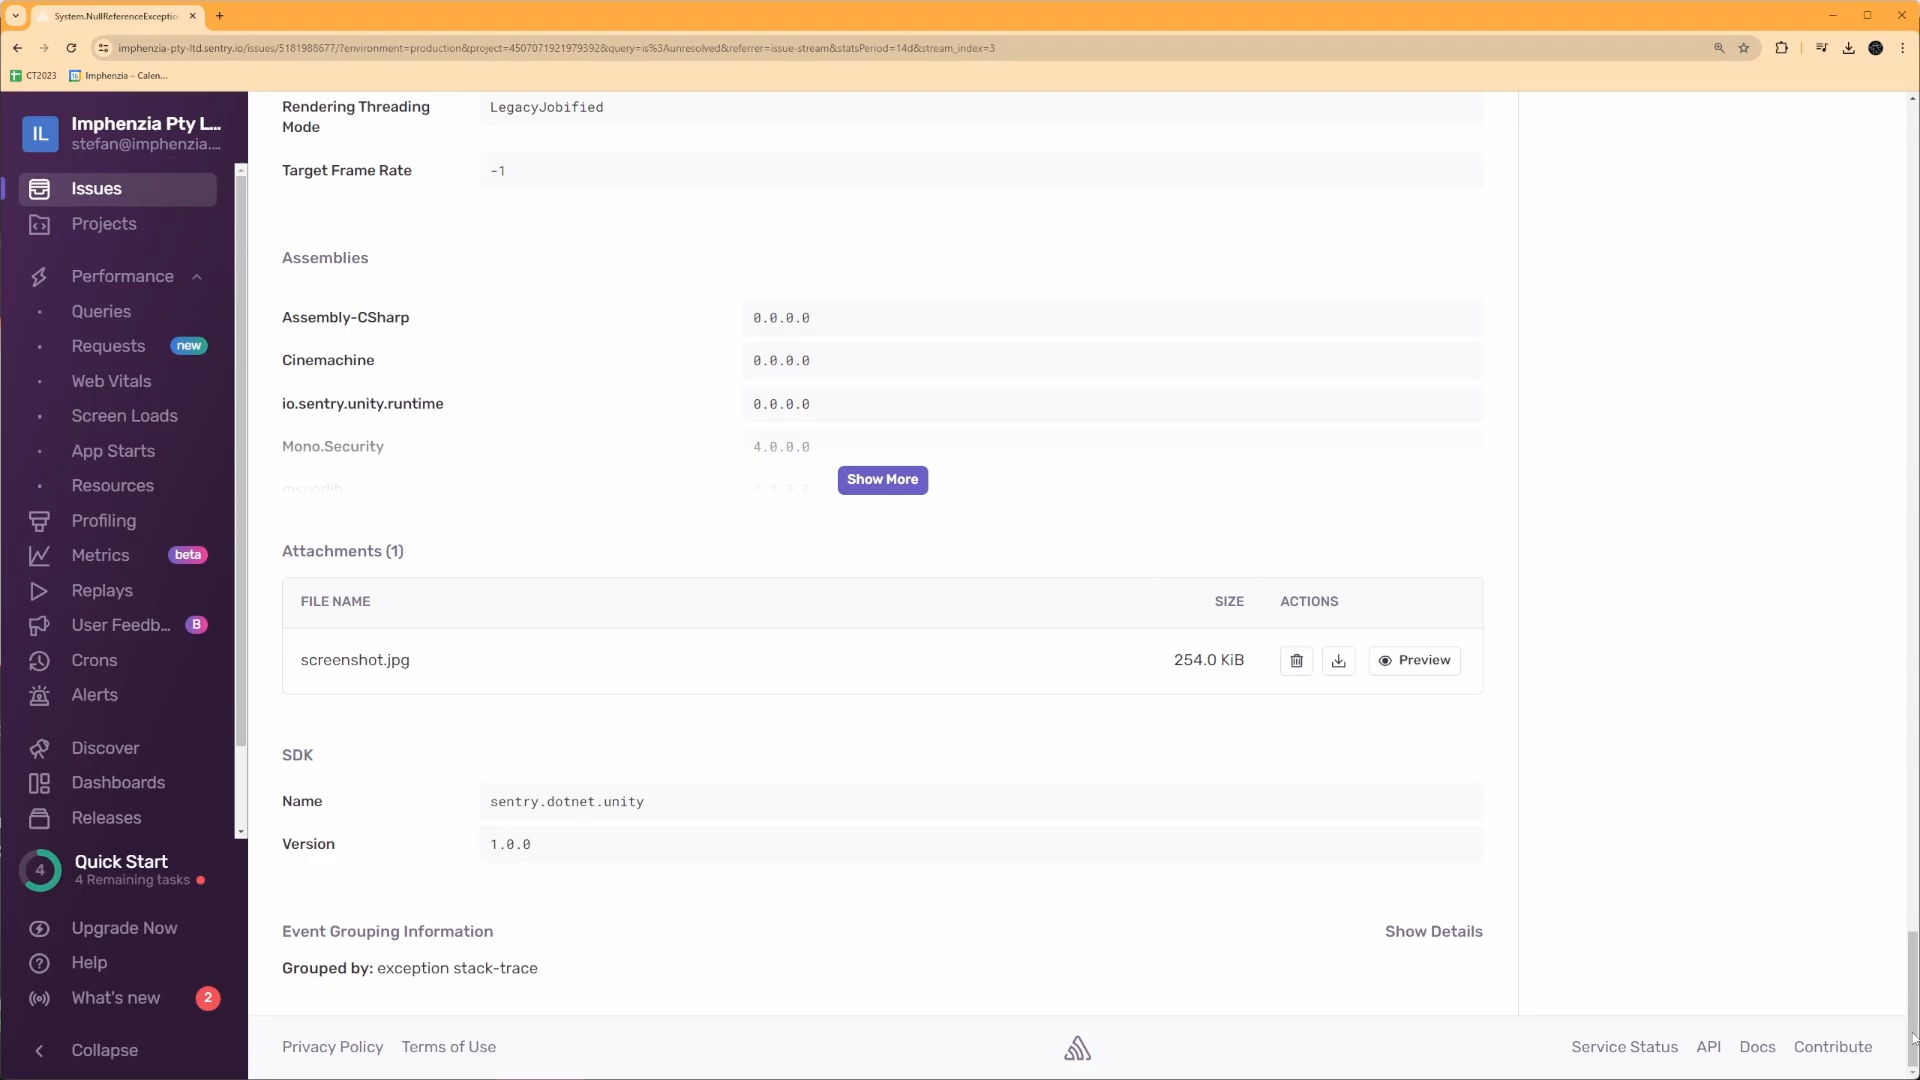 System.NullReferenceExceptio
imphenzia-pty-ltd.sentry.io/issues/5181988677/?environment=production&project=4507071921979392&query=is%3Aunresolved&referrer=issue-stream&statsPeriod=14d&stream_index=3
CT2023
Imphenzia – Calen...
IL
Imphenzia Pty L...
stefan@imphenzia....
Issues
Projects
Performance
Queries
Requests new
Web Vitals
Screen Loads
App Starts
Resources
Profiling
Metrics beta
Replays
User Feedb... B
Crons
Alerts
Discover
Dashboards
Releases
4
Quick Start
4 Remaining tasks
Upgrade Now
Help
What's new 2
Collapse
Rendering Threading
Mode
LegacyJobified
Target Frame Rate -1
Assemblies
Assembly-CSharp 0.0.0.0
Cinemachine 0.0.0.0
io.sentry.unity.runtime 0.0.0.0
Mono.Security 4.0.0.0
mscorlib 4.0.0.0
Show More
Attachments (1)
FILE NAME SIZE ACTIONS
screenshot.jpg 254.0 KiB Preview
SDK
Name sentry.dotnet.unity
Version 1.0.0
Event Grouping Information Show Details
Grouped by: exception stack-trace
Privacy Policy Terms of Use Service Status API Docs Contribute